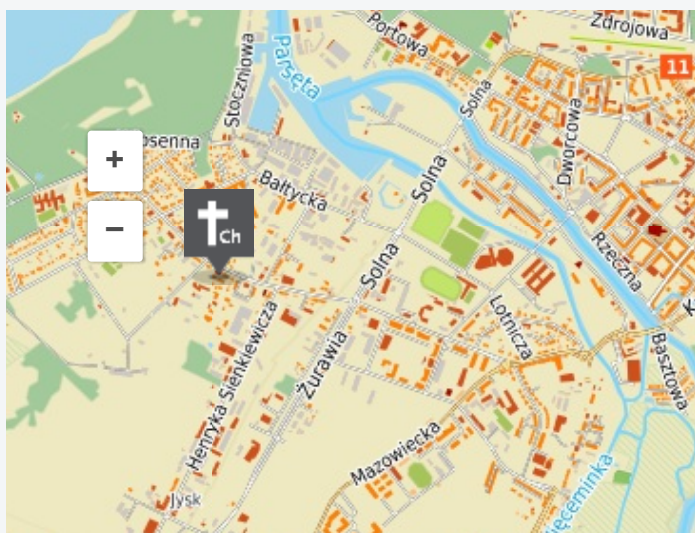 Zdrojowa
Portowa
11
Parsęta
Stoczniowa
Solna
Dworcowa
osenna
+
Bałtycka
Solna
Ch
−
Rzeczna
Solna
K
Lotnicza
Henryka Sienkiewicza
Żurawia
Basztowa
Mazowiecka
ęceminka
Jysk